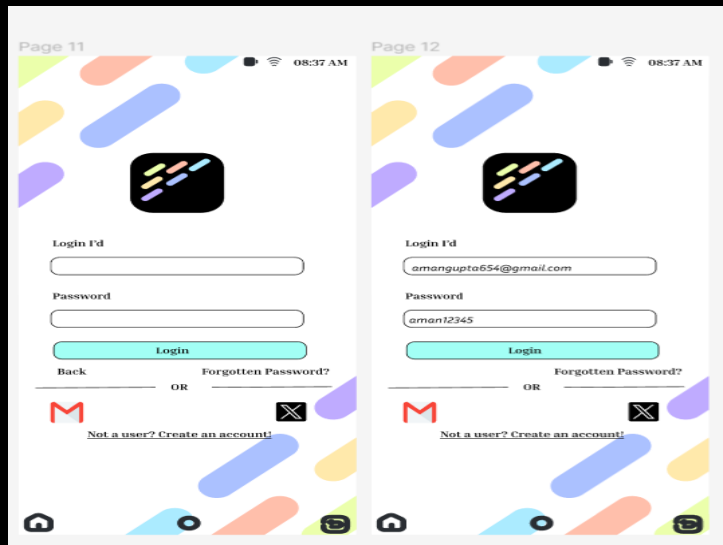 Page 11
08:37 AM
Login I'd
Password
Login
Back Forgotten Password?
OR
Not a user? Create an account!
Page 12
08:37 AM
Login I'd
amangupta654@gmail.com
Password
aman12345
Login
Forgotten Password?
OR
Not a user? Create an account!